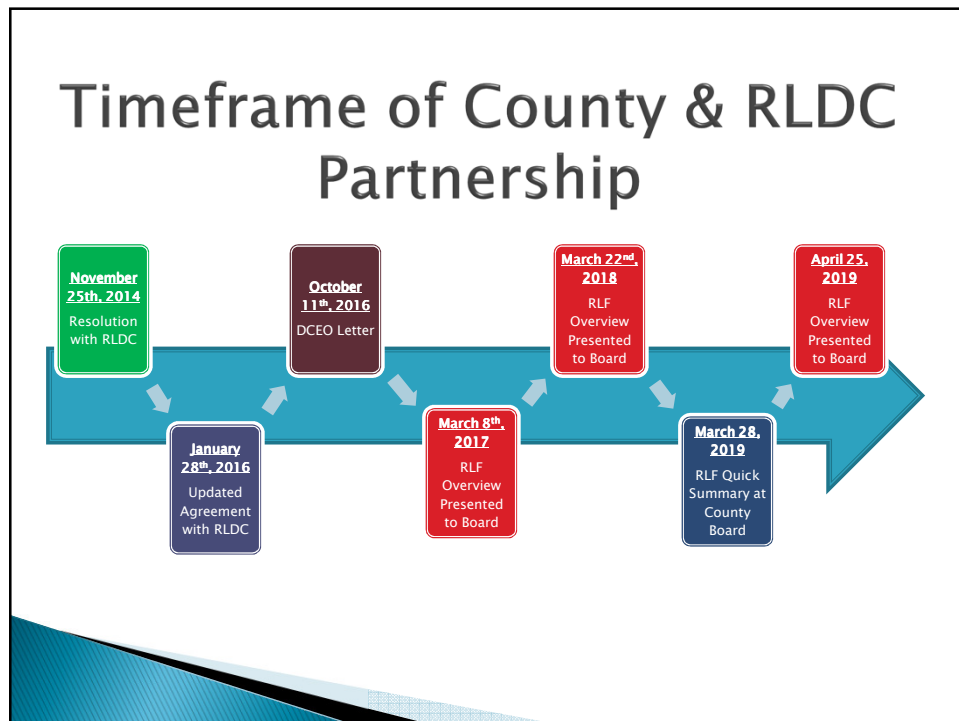 Timeframe of County & RLDC
Partnership
November
25th, 2014
Resolution
with RLDC
January
28th, 2016
Updated
Agreement
with RLDC
October
11th, 2016
DCEO Letter
March 8th,
2017
RLF
Overview
Presented
to Board
March 22nd,
2018
RLF
Overview
Presented
to Board
March 28,
2019
RLF Quick
Summary at
County
Board
April 25,
2019
RLF
Overview
Presented
to Board